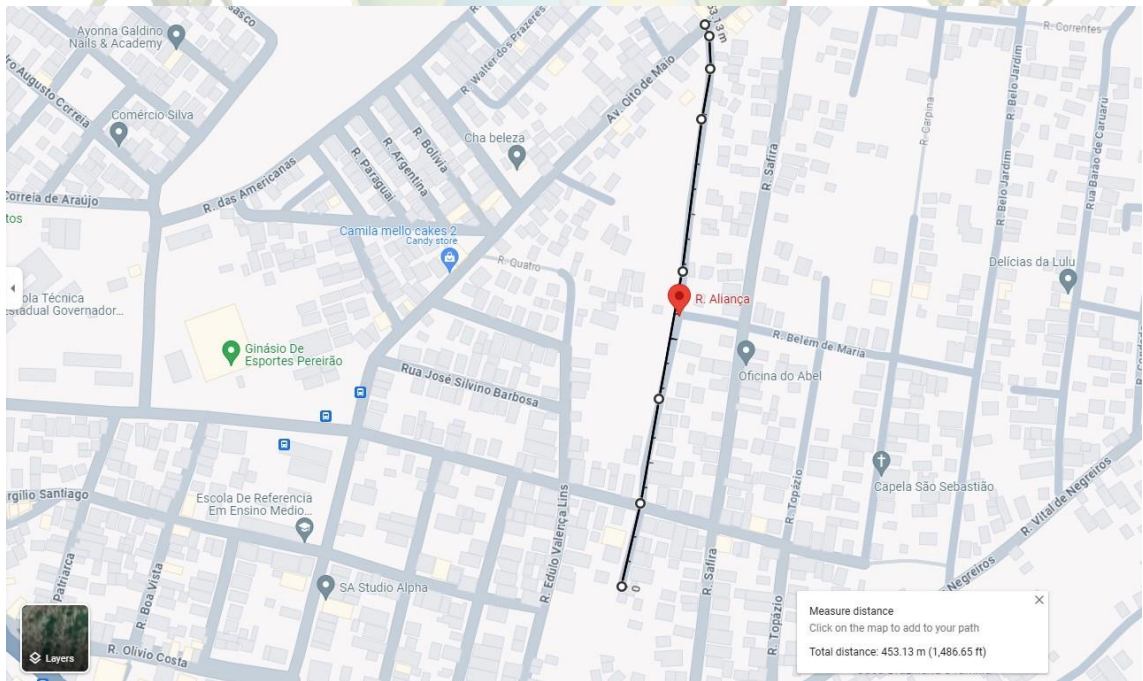 453.13 m
Ayonna Galdino
Nails & Academy
R. Walter dos Prazeres
R. Correntes
Av. Oito de Maio
Comércio Silva
Cha beleza
R. Bolívia
R. Argentina
R. Paraguai
R. das Americanas
R. Safira
R. Carpina
R. Belo Jardim
R. Belo Jardim
Rua Barão de Caruaru
Correia de Araújo
tos
Camila mello cakes 2
Candy store
R. Quatro
Delícias da Lulu
ola Técnica
stadual Governador...
R. Aliança
R. Belém de Maria
Ginásio De
Esportes Pereirão
Rua José Silvino Barbosa
Oficina do Abel
Capela São Sebastião
rgílio Santiago
Escola De Referencia
Em Ensino Medio...
R. Edulo Valença Lins
R. Topázio
R. Vital de Negreiros
Patriarca
R. Boa Vista
SA Studio Alpha
0
R. Safira
R. Topázio
Negreiros
Layers
R. Olívio Costa
Measure distance
Click on the map to add to your path
Total distance: 453.13 m (1,486.65 ft)